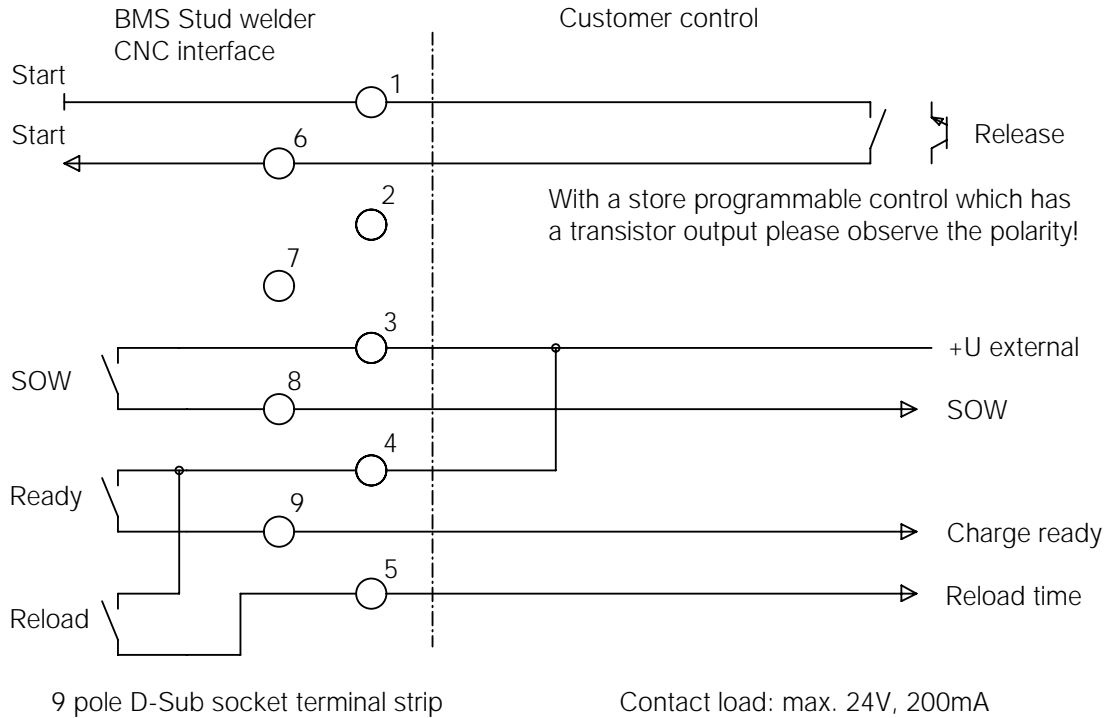 BMS Stud welder
CNC interface
Customer control
Start
1
Start
6
Release
2
With a store programmable control which has
a transistor output please observe the polarity!
7
3
+U external
SOW
8
SOW
4
Ready
9
Charge ready
5
Reload time
Reload
9 pole D-Sub socket terminal strip
Contact load: max. 24V, 200mA